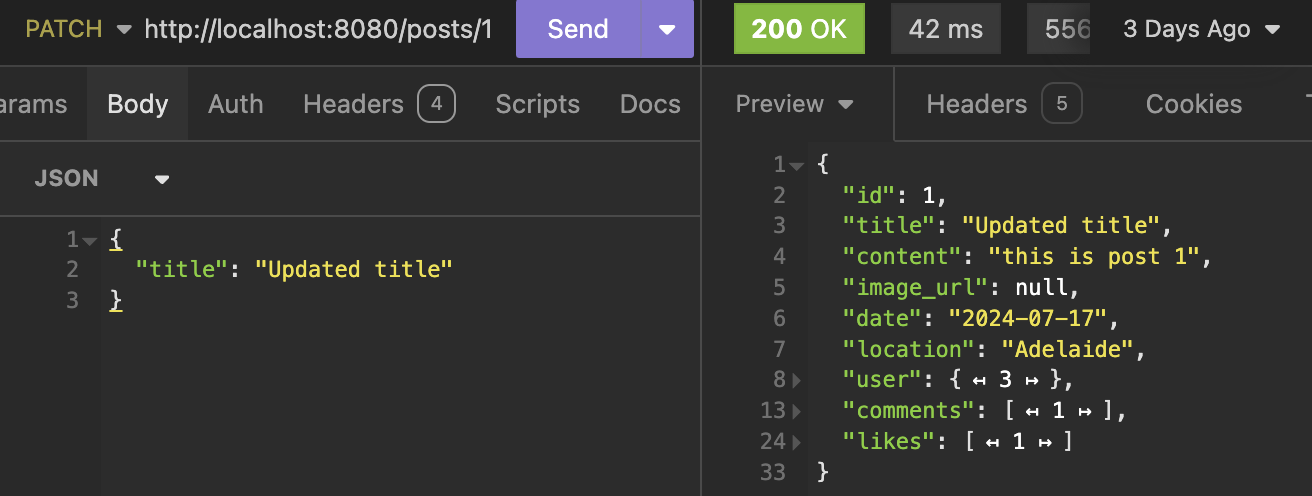 PATCH http://localhost:8080/posts/1 Send 200 OK 42 ms 556 3 Days Ago
arams Body Auth Headers 4 Scripts Docs Preview Headers 5 Cookies
JSON
1 {
2 "title": "Updated title"
3 }
1 {
2 "id": 1,
3 "title": "Updated title",
4 "content": "this is post 1",
5 "image_url": null,
6 "date": "2024-07-17",
7 "location": "Adelaide",
8 "user": { ↤ 3 ↦ },
13 "comments": [ ↤ 1 ↦ ],
24 "likes": [ ↤ 1 ↦ ]
33 }